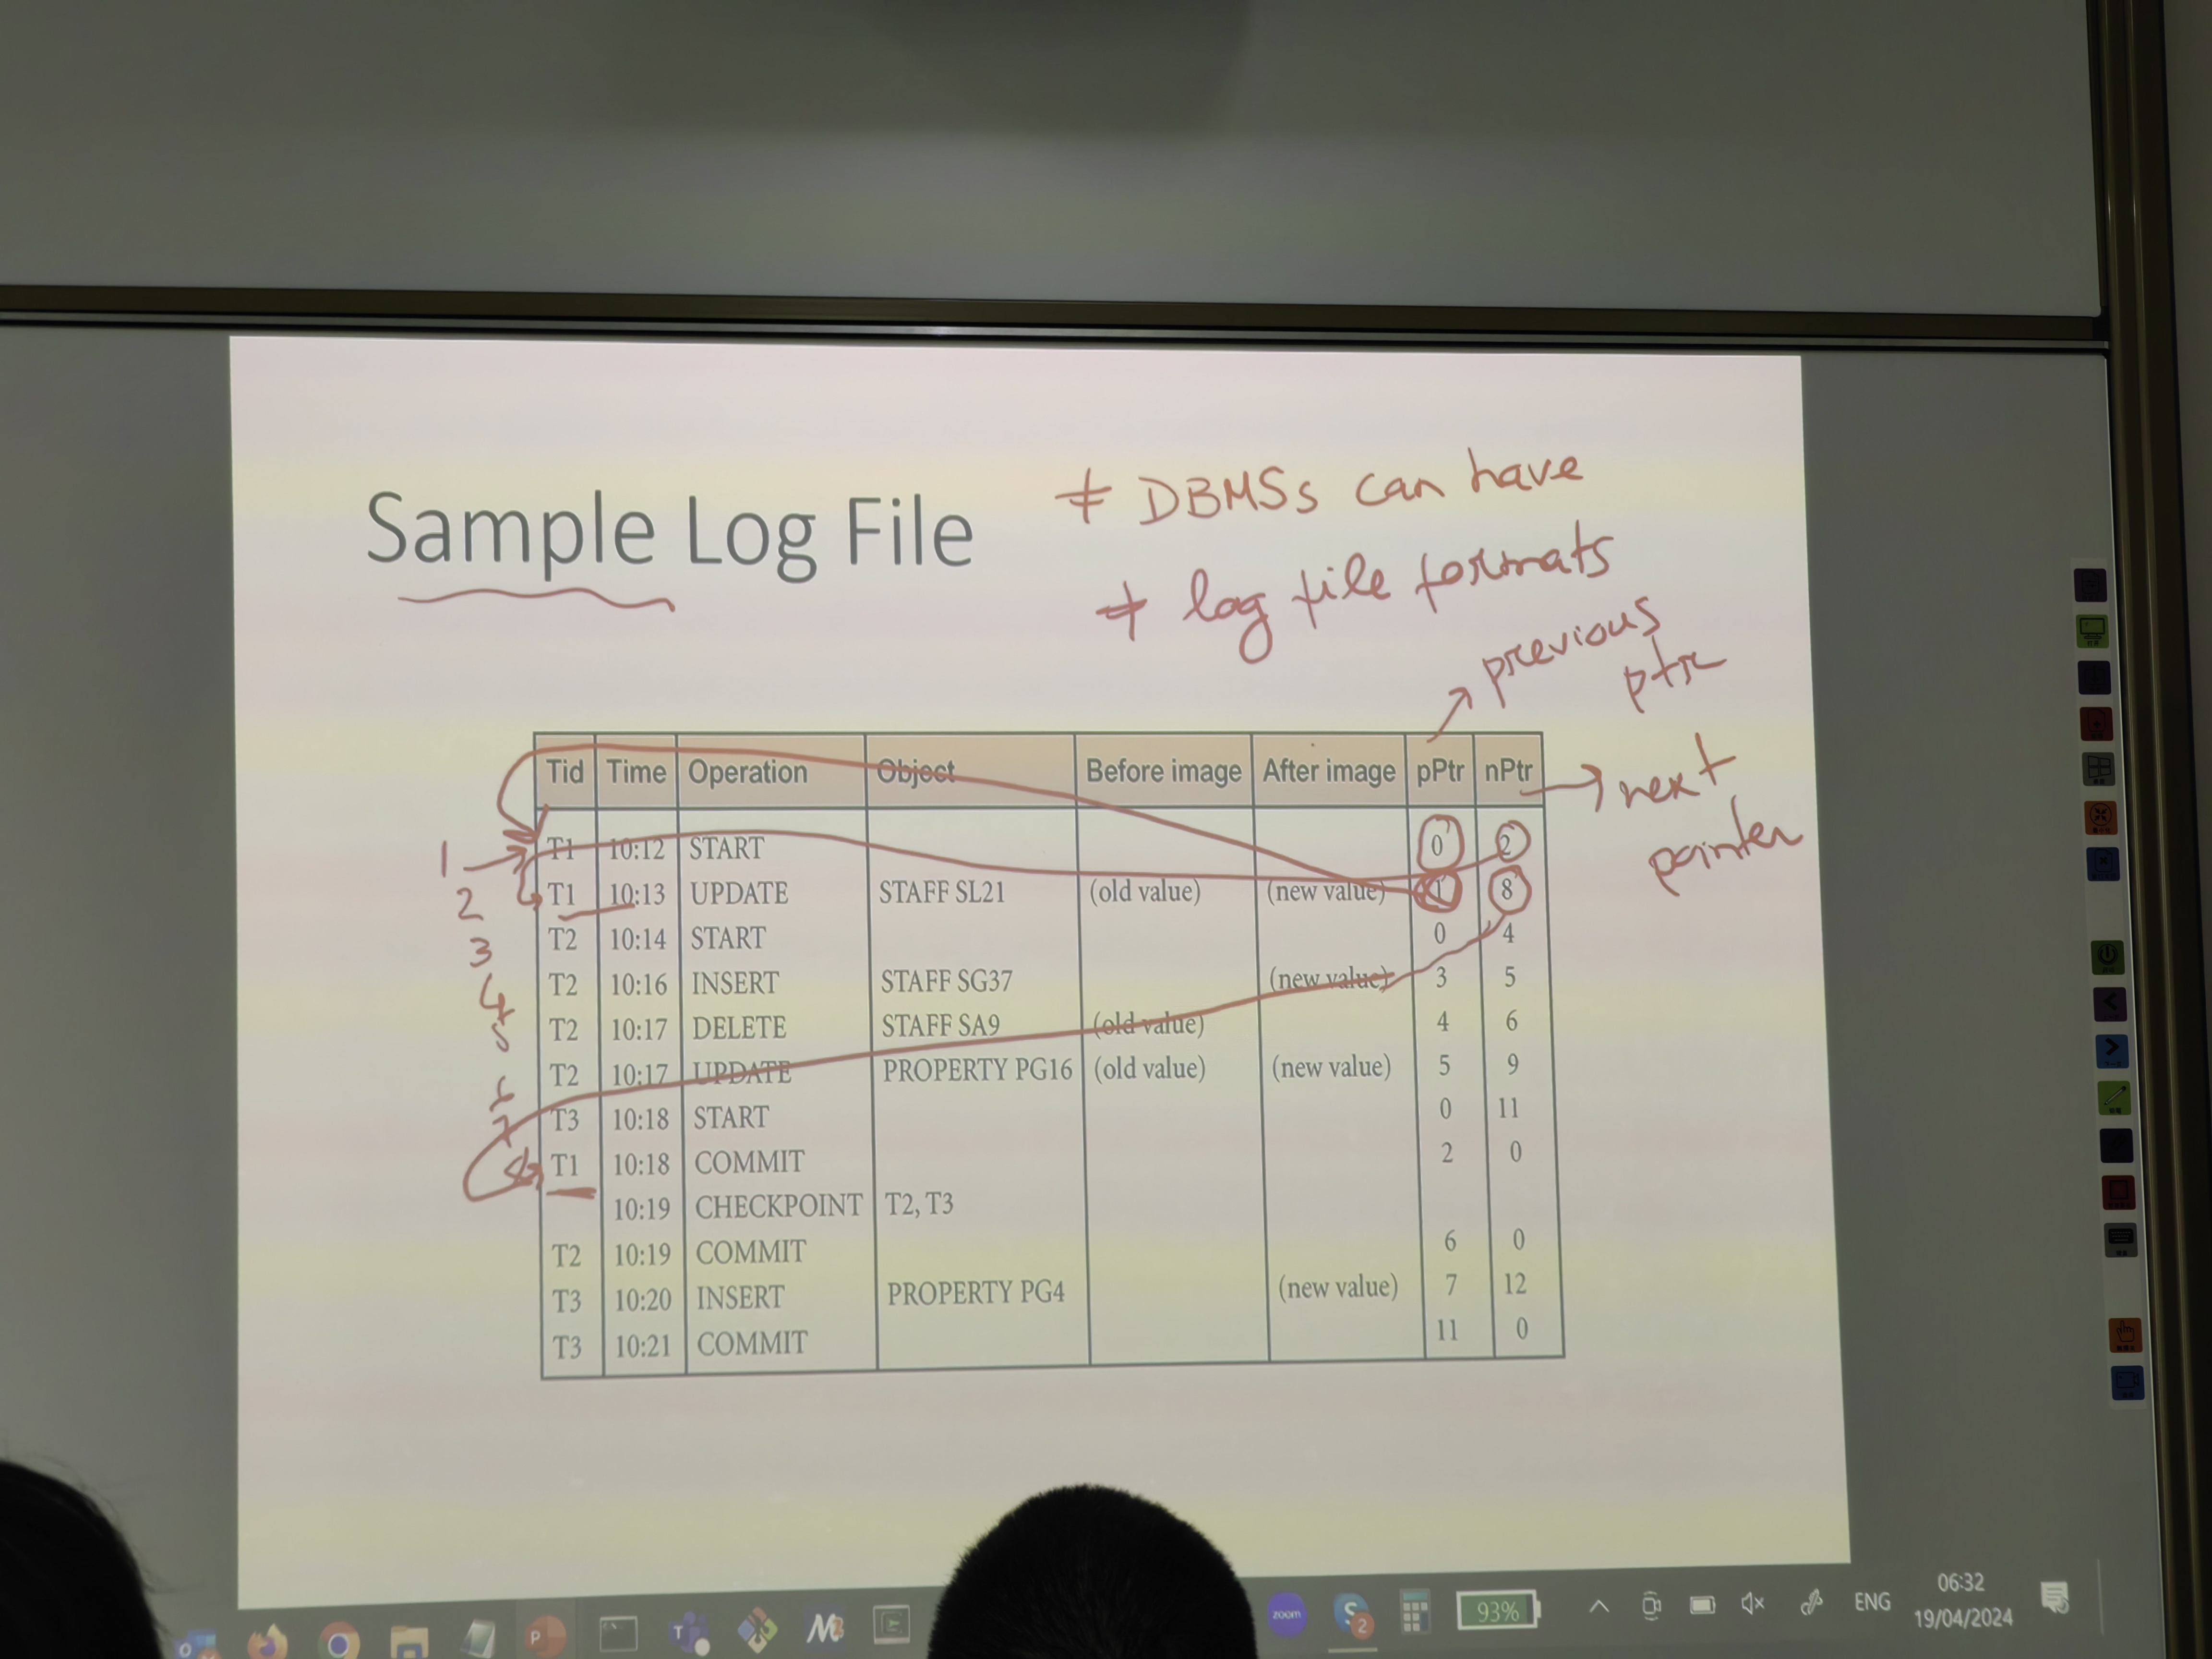 Sample Log File
≠ DBMSs can have
≠ log file formats
previous
ptr
next
pointer
Tid Time Operation Object Before image After image pPtr nPtr
1 T1 10:12 START 0 2
2 T1 10:13 UPDATE STAFF SL21 (old value) (new value) 1 8
3 T2 10:14 START 0 4
4 T2 10:16 INSERT STAFF SG37 (new value) 3 5
5 T2 10:17 DELETE STAFF SA9 (old value) 4 6
6 T2 10:17 UPDATE PROPERTY PG16 (old value) (new value) 5 9
7 T3 10:18 START 0 11
8 T1 10:18 COMMIT 2 0
10:19 CHECKPOINT T2, T3
T2 10:19 COMMIT 6 0
T3 10:20 INSERT PROPERTY PG4 (new value) 7 12
T3 10:21 COMMIT 11 0
zoom
93%
ENG
06:32
19/04/2024